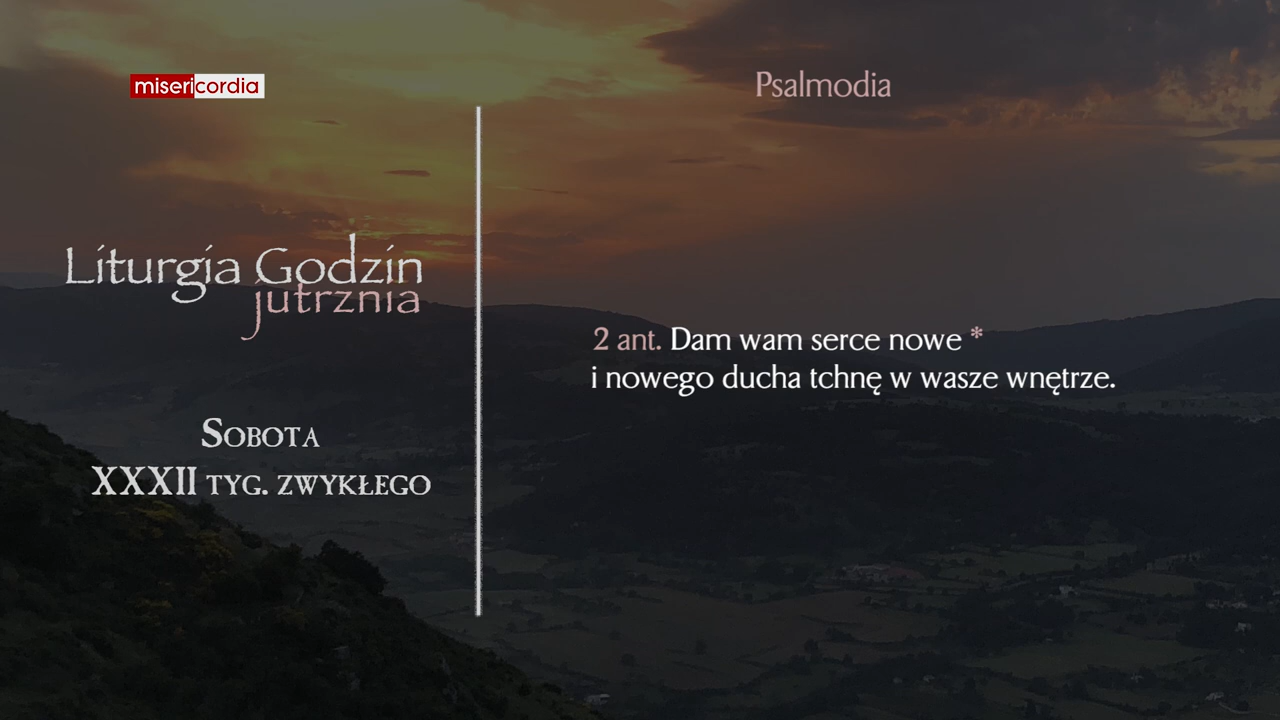 misericordia
Liturgia Godzin
jutrznia
Sobota
XXXII tyg. zwykłego
Psalmodia
2 ant. Dam wam serce nowe *
i nowego ducha tchnę w wasze wnętrze.